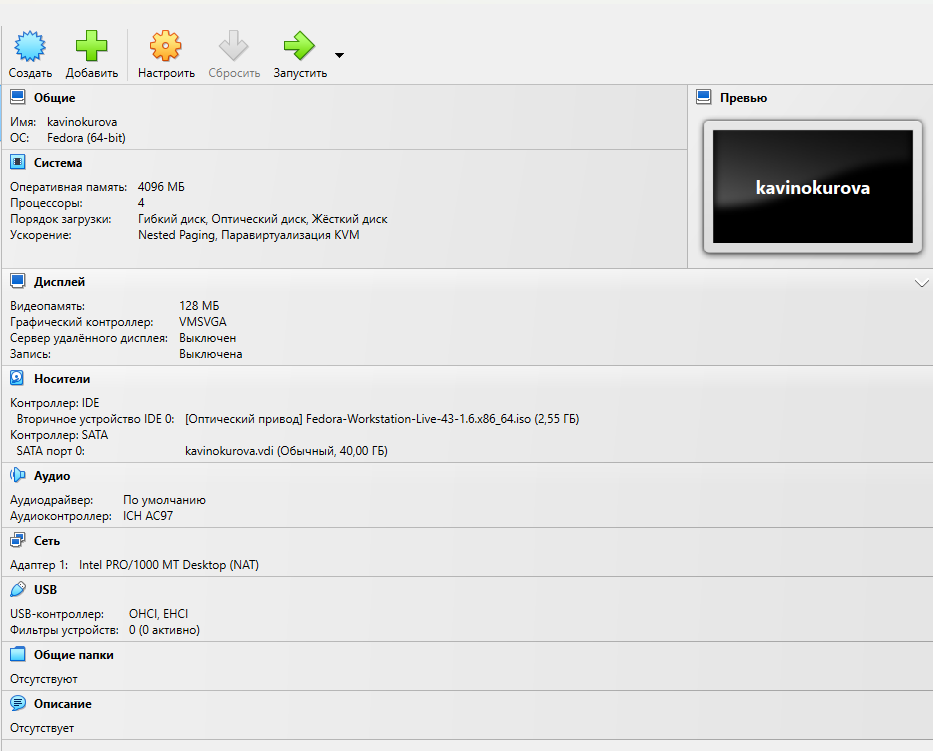 Создать Добавить Настроить Сбросить Запустить
Общие
Имя: kavinokurova
ОС: Fedora (64-bit)
Превью
kavinokurova
Система
Оперативная память: 4096 МБ
Процессоры: 4
Порядок загрузки: Гибкий диск, Оптический диск, Жёсткий диск
Ускорение: Nested Paging, Паравиртуализация KVM
Дисплей
Видеопамять: 128 МБ
Графический контроллер: VMSVGA
Сервер удалённого дисплея: Выключен
Запись: Выключена
Носители
Контроллер: IDE
Вторичное устройство IDE 0: [Оптический привод] Fedora-Workstation-Live-43-1.6.x86_64.iso (2,55 ГБ)
Контроллер: SATA
SATA порт 0: kavinokurova.vdi (Обычный, 40,00 ГБ)
Аудио
Аудиодрайвер: По умолчанию
Аудиоконтроллер: ICH AC97
Сеть
Адаптер 1: Intel PRO/1000 MT Desktop (NAT)
USB
USB-контроллер: OHCI, EHCI
Фильтры устройств: 0 (0 активно)
Общие папки
Отсутствуют
Описание
Отсутствует